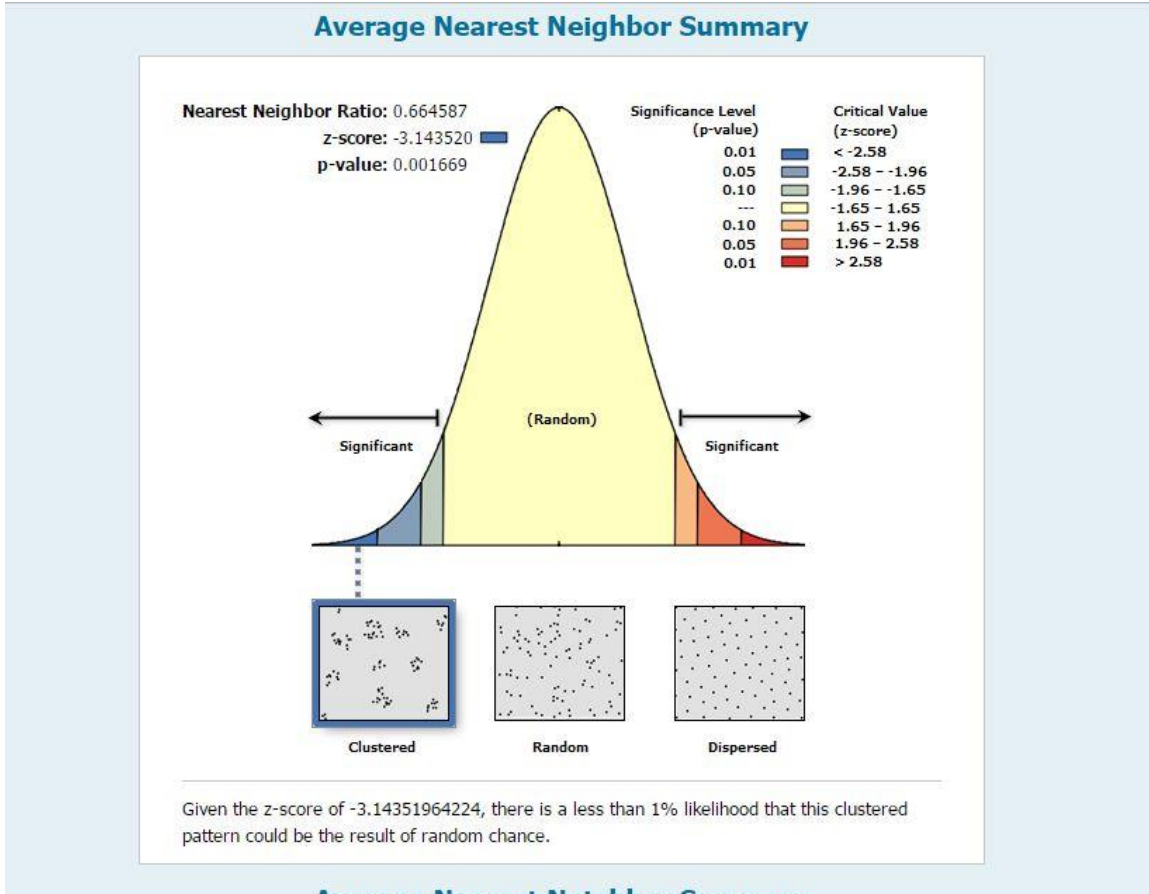 Average Nearest Neighbor Summary
Nearest Neighbor Ratio: 0.664587
z-score: -3.143520
p-value: 0.001669
Significance Level (p-value)
Critical Value (z-score)
0.01 < -2.58
0.05 -2.58 – -1.96
0.10 -1.96 – -1.65
--- -1.65 – 1.65
0.10 1.65 – 1.96
0.05 1.96 – 2.58
0.01 > 2.58
(Random)
Significant
Significant
Clustered
Random
Dispersed
Given the z-score of -3.14351964224, there is a less than 1% likelihood that this clustered
pattern could be the result of random chance.